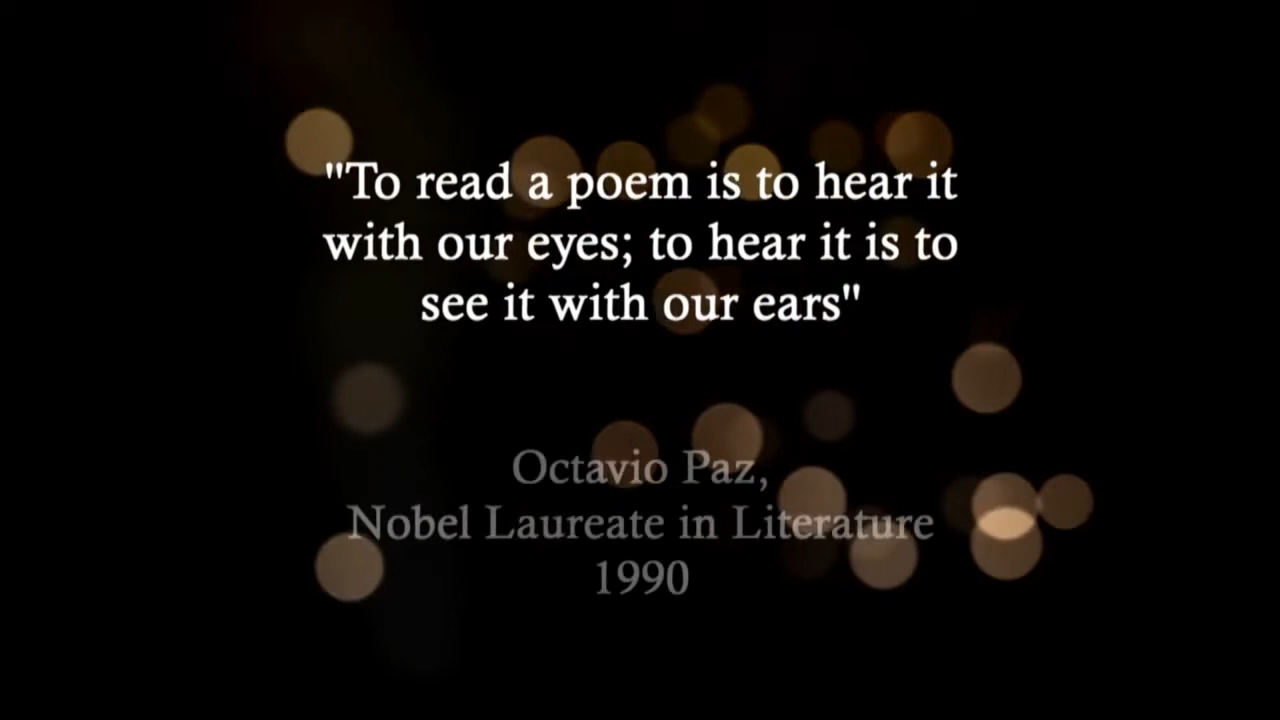 "To read a poem is to hear it
with our eyes; to hear it is to
see it with our ears"
Octavio Paz,
Nobel Laureate in Literature
1990